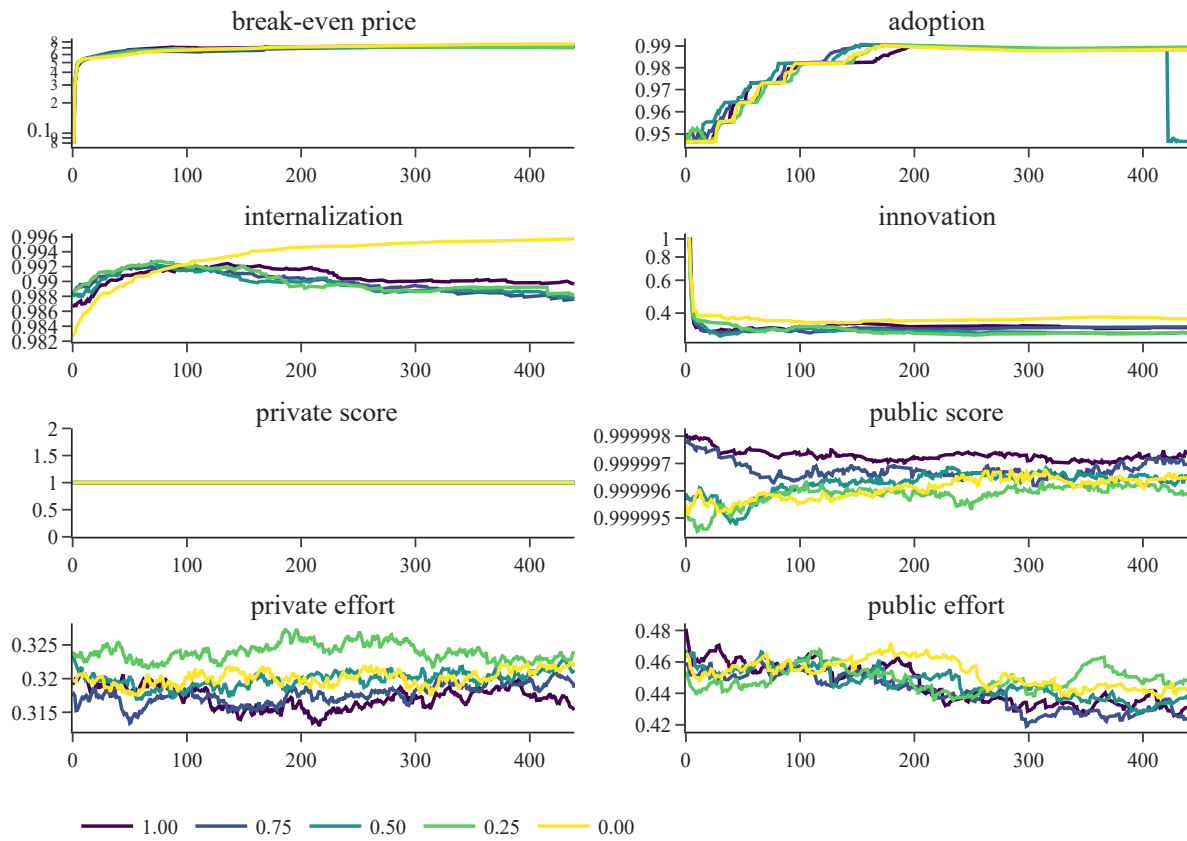 break-even price
8
7
6
5
4
3
2
0.1
9
8
0 100 200 300 400
adoption
0.99
0.98
0.97
0.96
0.95
0 100 200 300 400
internalization
0.996
0.994
0.992
0.99
0.988
0.986
0.984
0.982
0 100 200 300 400
innovation
1
0.8
0.6
0.4
0 100 200 300 400
private score
2
1.5
1
0.5
0
0 100 200 300 400
public score
0.999998
0.999997
0.999996
0.999995
0 100 200 300 400
private effort
0.325
0.32
0.315
0 100 200 300 400
public effort
0.48
0.46
0.44
0.42
0 100 200 300 400
1.00 0.75 0.50 0.25 0.00